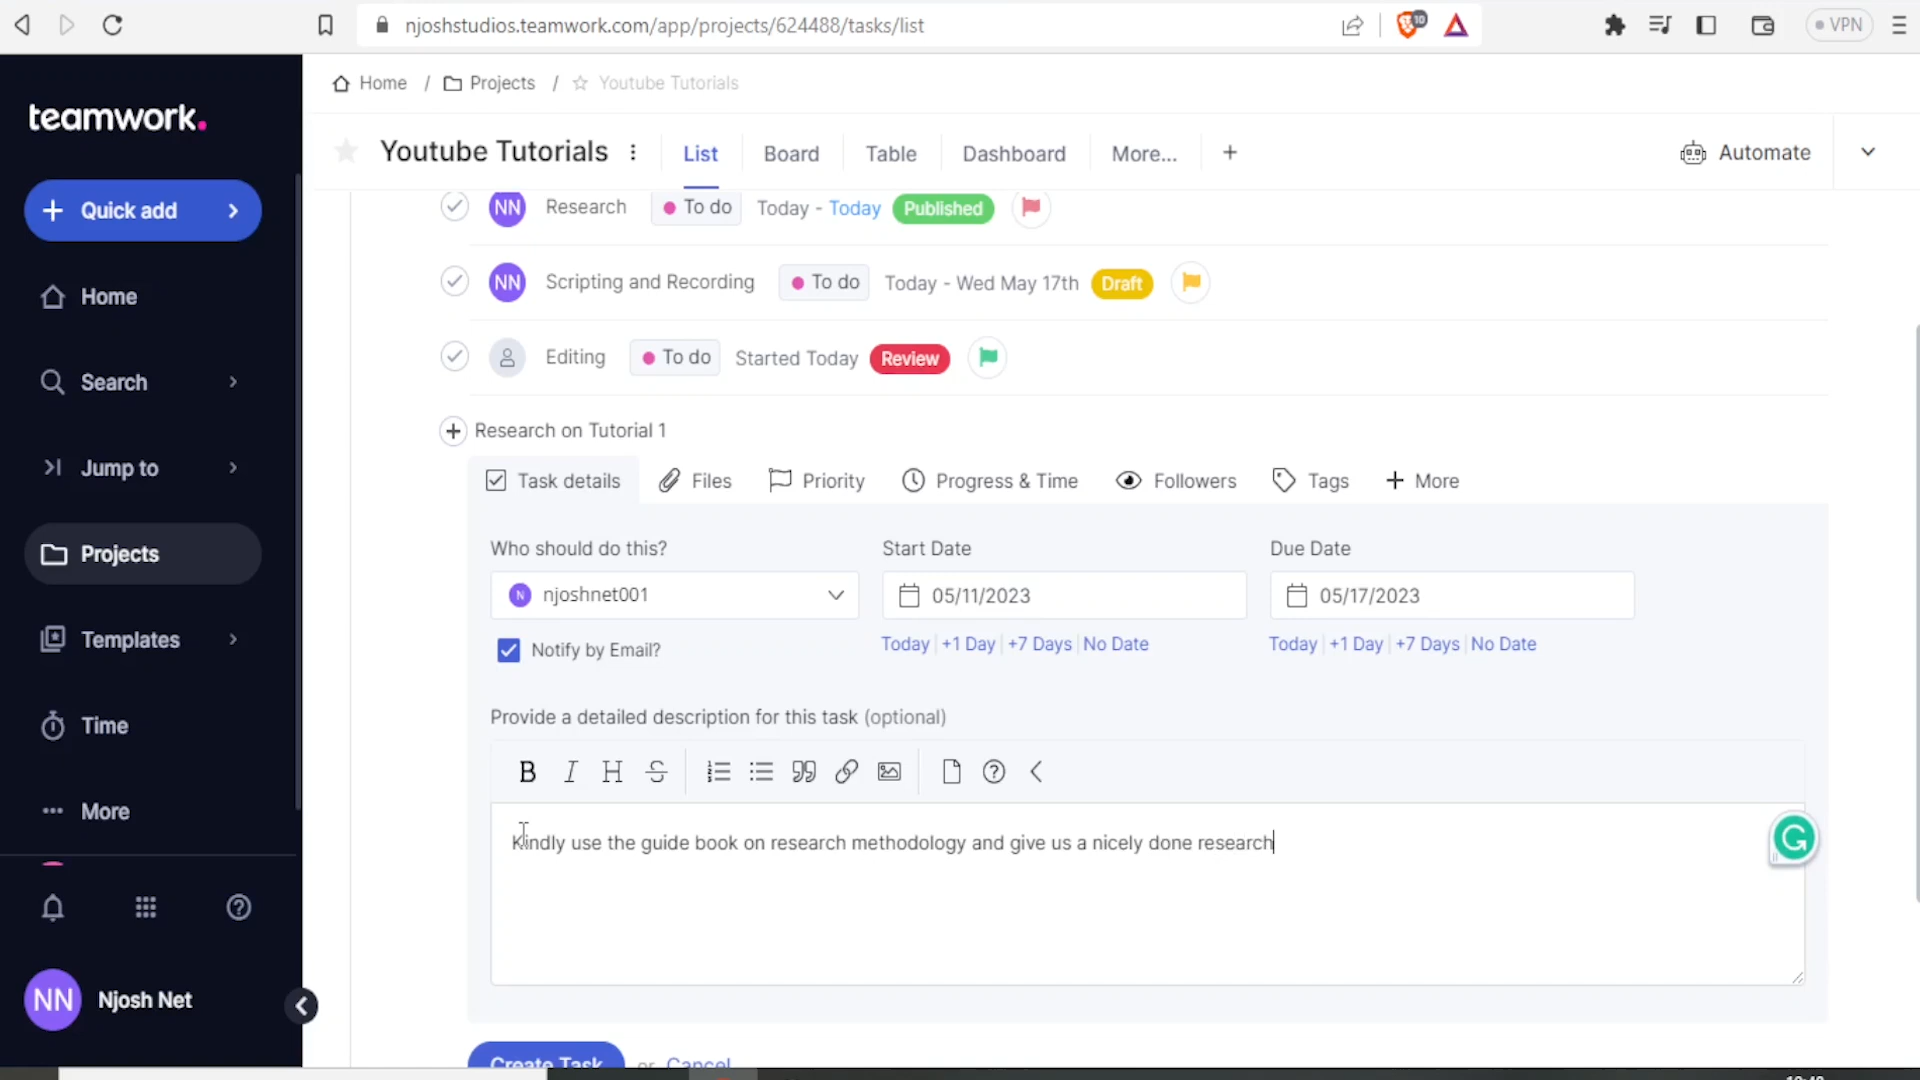 njoshstudios.teamwork.com/app/projects/624488/tasks/list
10
VPN
teamwork.
Home / Projects / Youtube Tutorials
Youtube Tutorials
List
Board
Table
Dashboard
More...
Automate
Quick add
Home
Search
Jump to
Projects
Templates
Time
More
NN
Njosh Net
NN Research To do Today - Today Published
NN Scripting and Recording To do Today - Wed May 17th Draft
Editing To do Started Today Review
Research on Tutorial 1
Task details
Files
Priority
Progress & Time
Followers
Tags
More
Who should do this?
Start Date
Due Date
N njoshnet001
05/11/2023
05/17/2023
Notify by Email?
Today | +1 Day | +7 Days | No Date
Today | +1 Day | +7 Days | No Date
Provide a detailed description for this task (optional)
B I H S
Kindly use the guide book on research methodology and give us a nicely done research
G
Create Task or Cancel